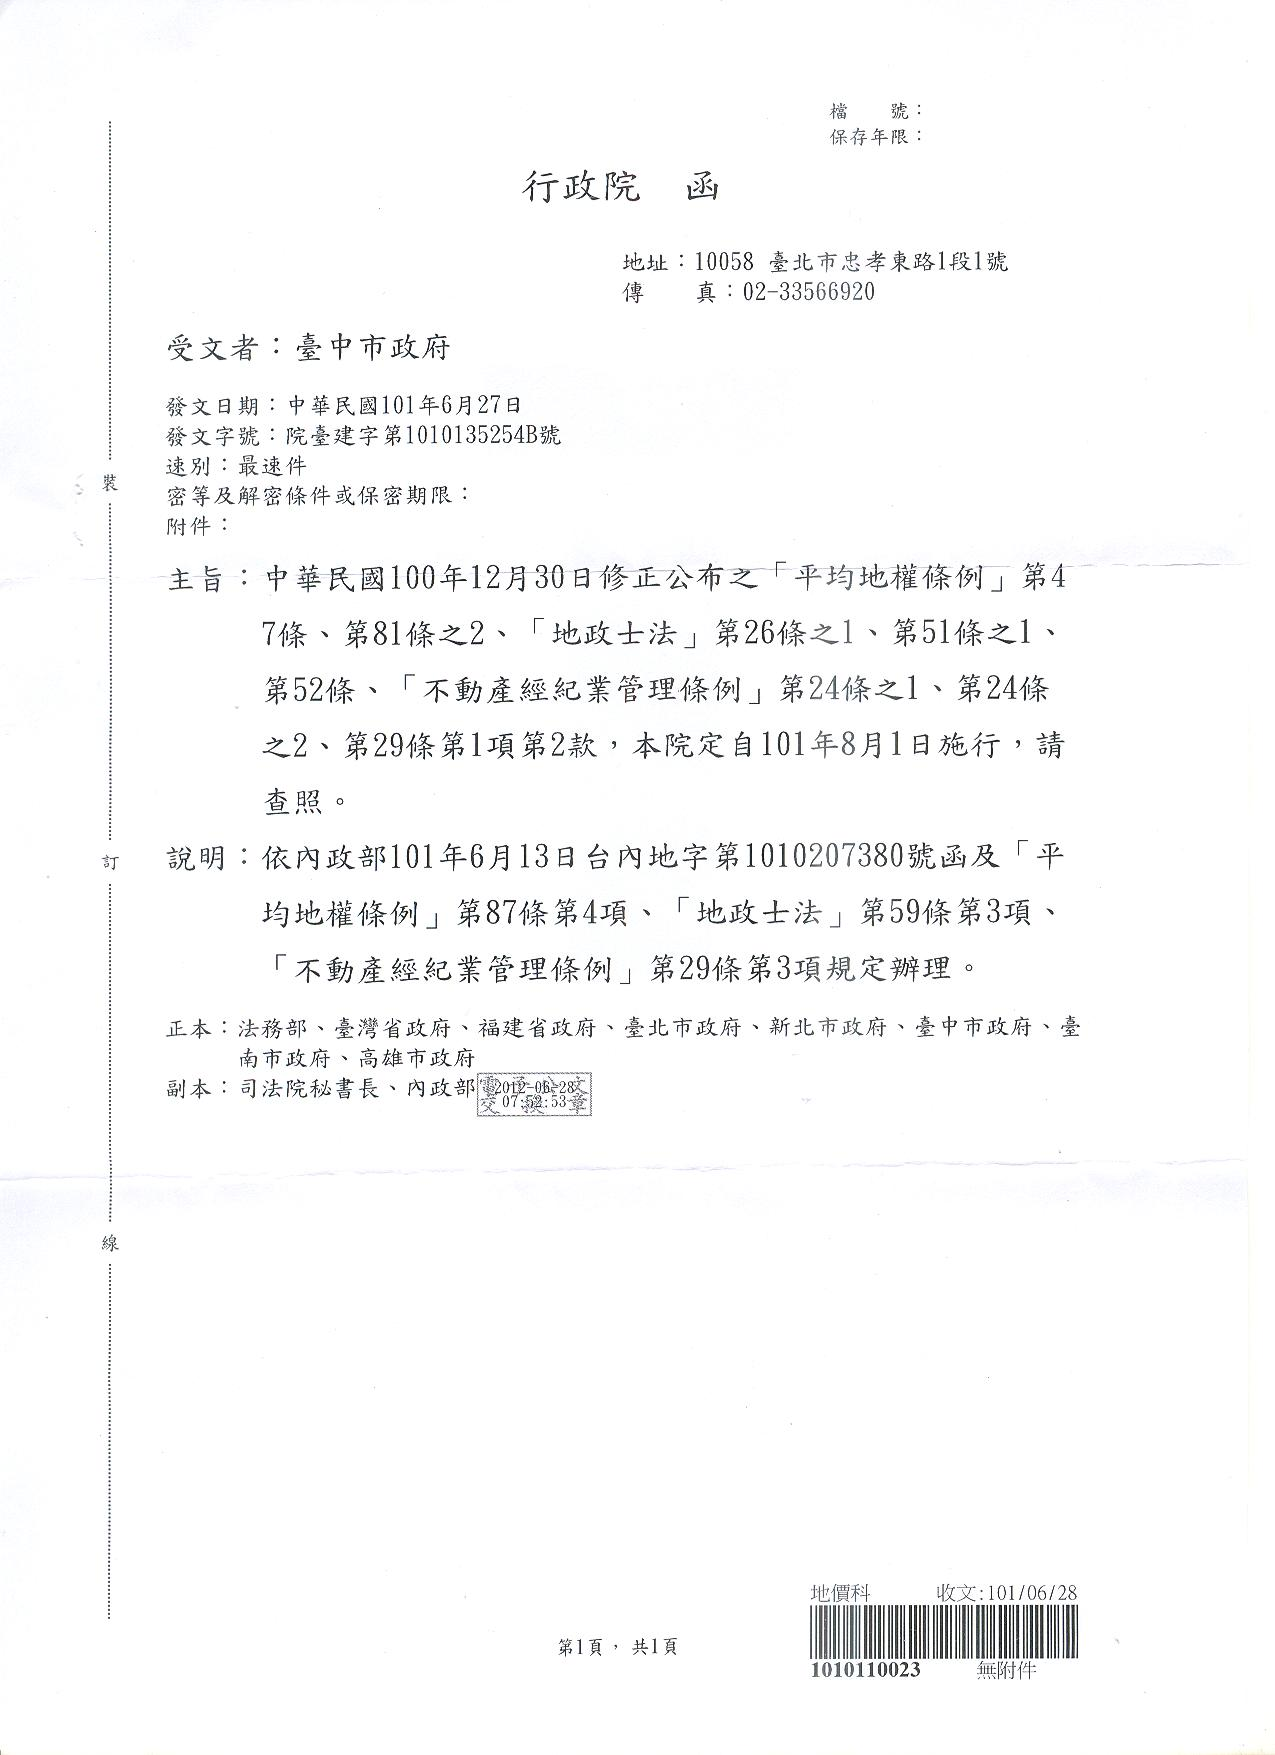 檔　　號：
保存年限：
行政院　函
地址：10058 臺北市忠孝東路1段1號
傳　　真：02-33566920
受文者：臺中市政府
發文日期：中華民國101年6月27日
發文字號：院臺建字第1010135254B號
速別：最速件
密等及解密條件或保密期限：
附件：
主旨：中華民國100年12月30日修正公布之「平均地權條例」第4
7條、第81條之2、「地政士法」第26條之1、第51條之1、
第52條、「不動產經紀業管理條例」第24條之1、第24條
之2、第29條第1項第2款，本院定自101年8月1日施行，請
查照。
說明：依內政部101年6月13日台內地字第1010207380號函及「平
均地權條例」第87條第4項、「地政士法」第59條第3項、
「不動產經紀業管理條例」第29條第3項規定辦理。
正本：法務部、臺灣省政府、福建省政府、臺北市政府、新北市政府、臺中市政府、臺
南市政府、高雄市政府
副本：司法院秘書長、內政部
電子公文
交換章
2012-06-28
07:52:53
裝
訂
線
地價科　收文:101/06/28
1010110023　無附件
第1頁， 共1頁